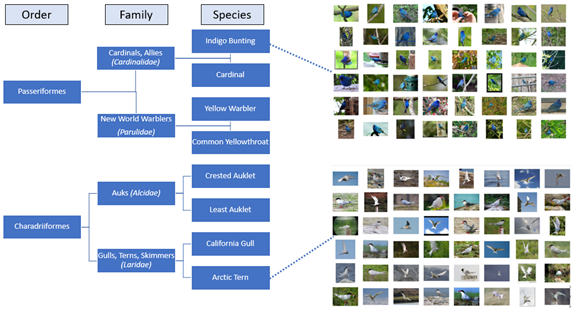 Order
Family
Species
Passeriformes
Cardinals, Allies
(Cardinalidae)
Indigo Bunting
Cardinal
New World Warblers
(Parulidae)
Yellow Warbler
Common Yellowthroat
Charadriiformes
Auks (Alcidae)
Crested Auklet
Least Auklet
Gulls, Terns, Skimmers
(Laridae)
California Gull
Arctic Tern